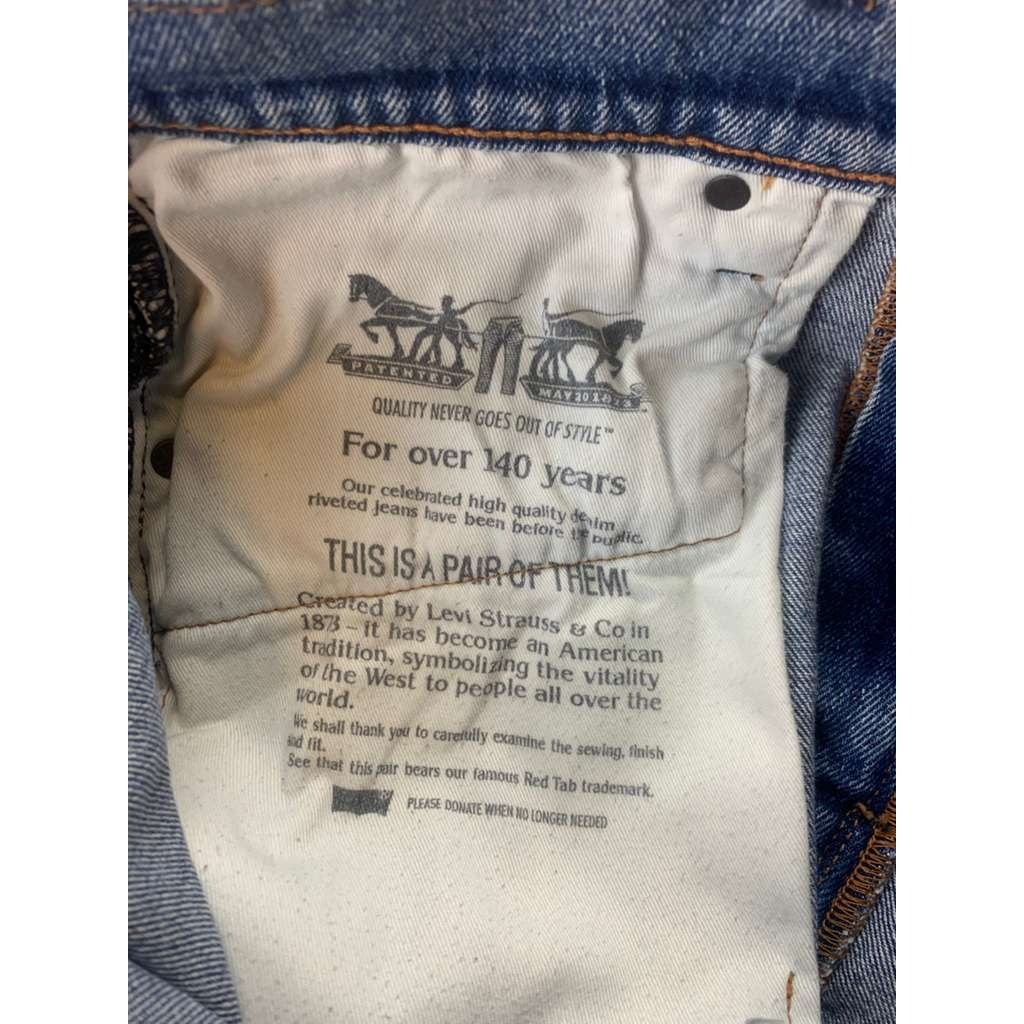 PATENTED
MAY 20 1873
QUALITY NEVER GOES OUT OF STYLE™
For over 140 years
Our celebrated high quality denim
riveted jeans have been before the public.
THIS IS A PAIR OF THEM!
Created by Levi Strauss & Co in
1873 – it has become an American
tradition, symbolizing the vitality
of the West to people all over the
world.
We shall thank you to carefully examine the sewing, finish
and fit.
See that this pair bears our famous Red Tab trademark.
PLEASE DONATE WHEN NO LONGER NEEDED